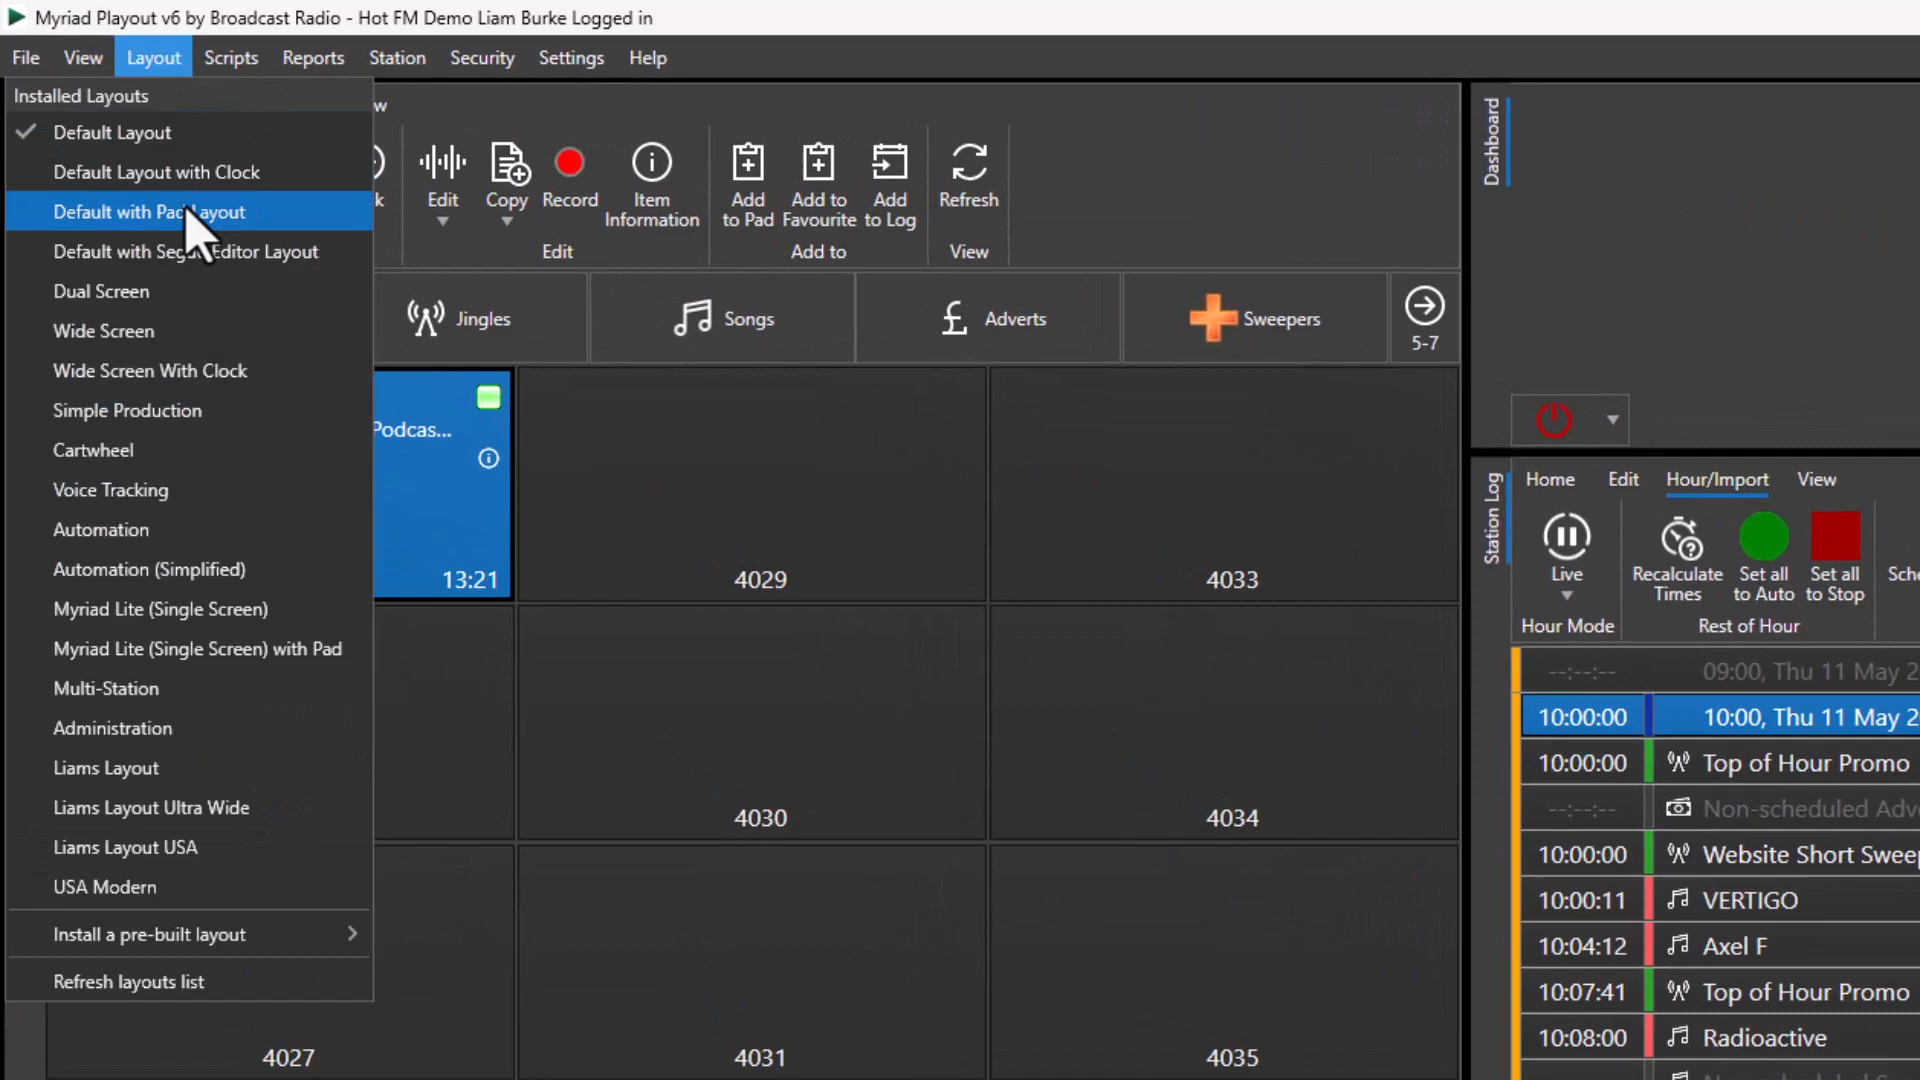 Myriad Playout v6 by Broadcast Radio - Hot FM Demo Liam Burke Logged in
File View Layout Scripts Reports Station Security Settings Help
Installed Layouts
Default Layout
Default Layout with Clock
Default with Pad Layout
Default with Segue Editor Layout
Dual Screen
Wide Screen
Wide Screen With Clock
Simple Production
Cartwheel
Voice Tracking
Automation
Automation (Simplified)
Myriad Lite (Single Screen)
Myriad Lite (Single Screen) with Pad
Multi-Station
Administration
Liams Layout
Liams Layout Ultra Wide
Liams Layout USA
USA Modern
Install a pre-built layout
Refresh layouts list
w
k
Edit
Copy
Record
Item
Information
Edit
Add
to Pad
Add to
Favourite
Add
to Log
Add to
Refresh
View
Jingles
Songs
Adverts
Sweepers
5-7
Podcas...
13:21
4029
4033
4030
4034
4027
4031
4035
Dashboard
Station Log
Home Edit Hour/Import View
Live
Hour Mode
Recalculate
Times
Set all
to Auto
Set all
to Stop
Sche
Rest of Hour
--:--:-- 09:00, Thu 11 May 2
10:00:00 10:00, Thu 11 May 2
10:00:00 Top of Hour Promo
--:--:-- Non-scheduled Adve
10:00:00 Website Short Sweep
10:00:11 VERTIGO
10:04:12 Axel F
10:07:41 Top of Hour Promo
10:08:00 Radioactive